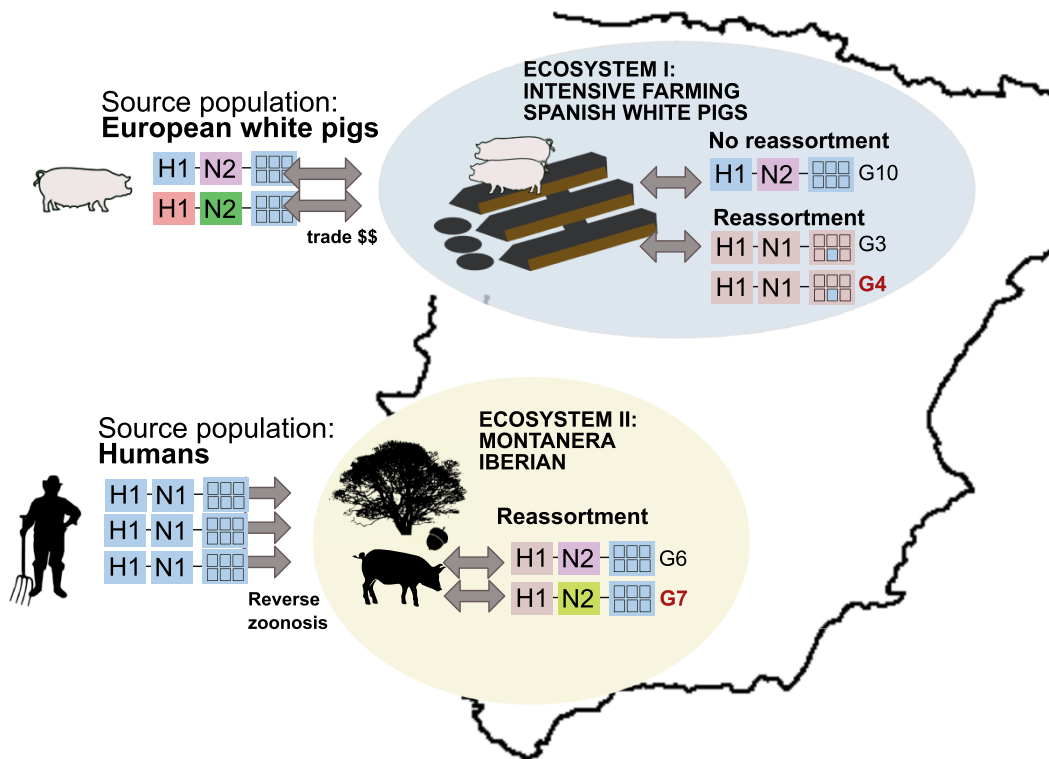 Source population:
European white pigs
H1 N2
H1 N2
trade $$
ECOSYSTEM I:
INTENSIVE FARMING
SPANISH WHITE PIGS
No reassortment
H1 N2 G10
Reassortment
H1 N1 G3
H1 N1 G4
Source population:
Humans
H1 N1
H1 N1
H1 N1
Reverse
zoonosis
ECOSYSTEM II:
MONTANERA
IBERIAN
Reassortment
H1 N2 G6
H1 N2 G7